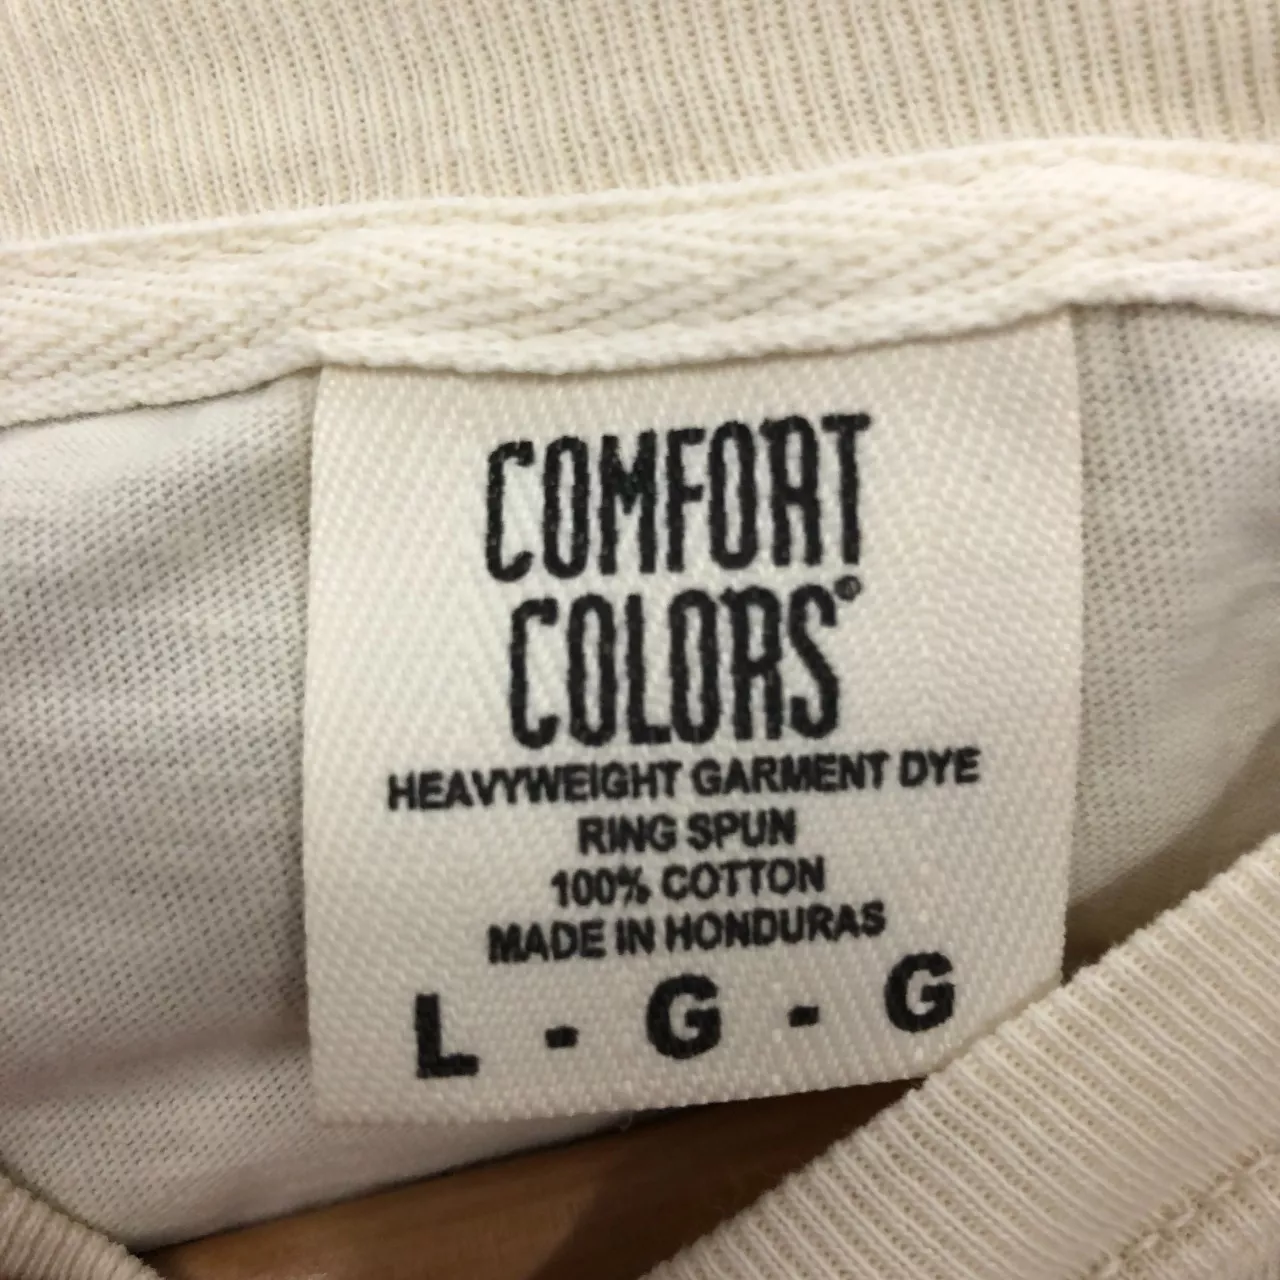 COMFORT
COLORS®
HEAVYWEIGHT GARMENT DYE
RING SPUN
100% COTTON
MADE IN HONDURAS
L - G - G